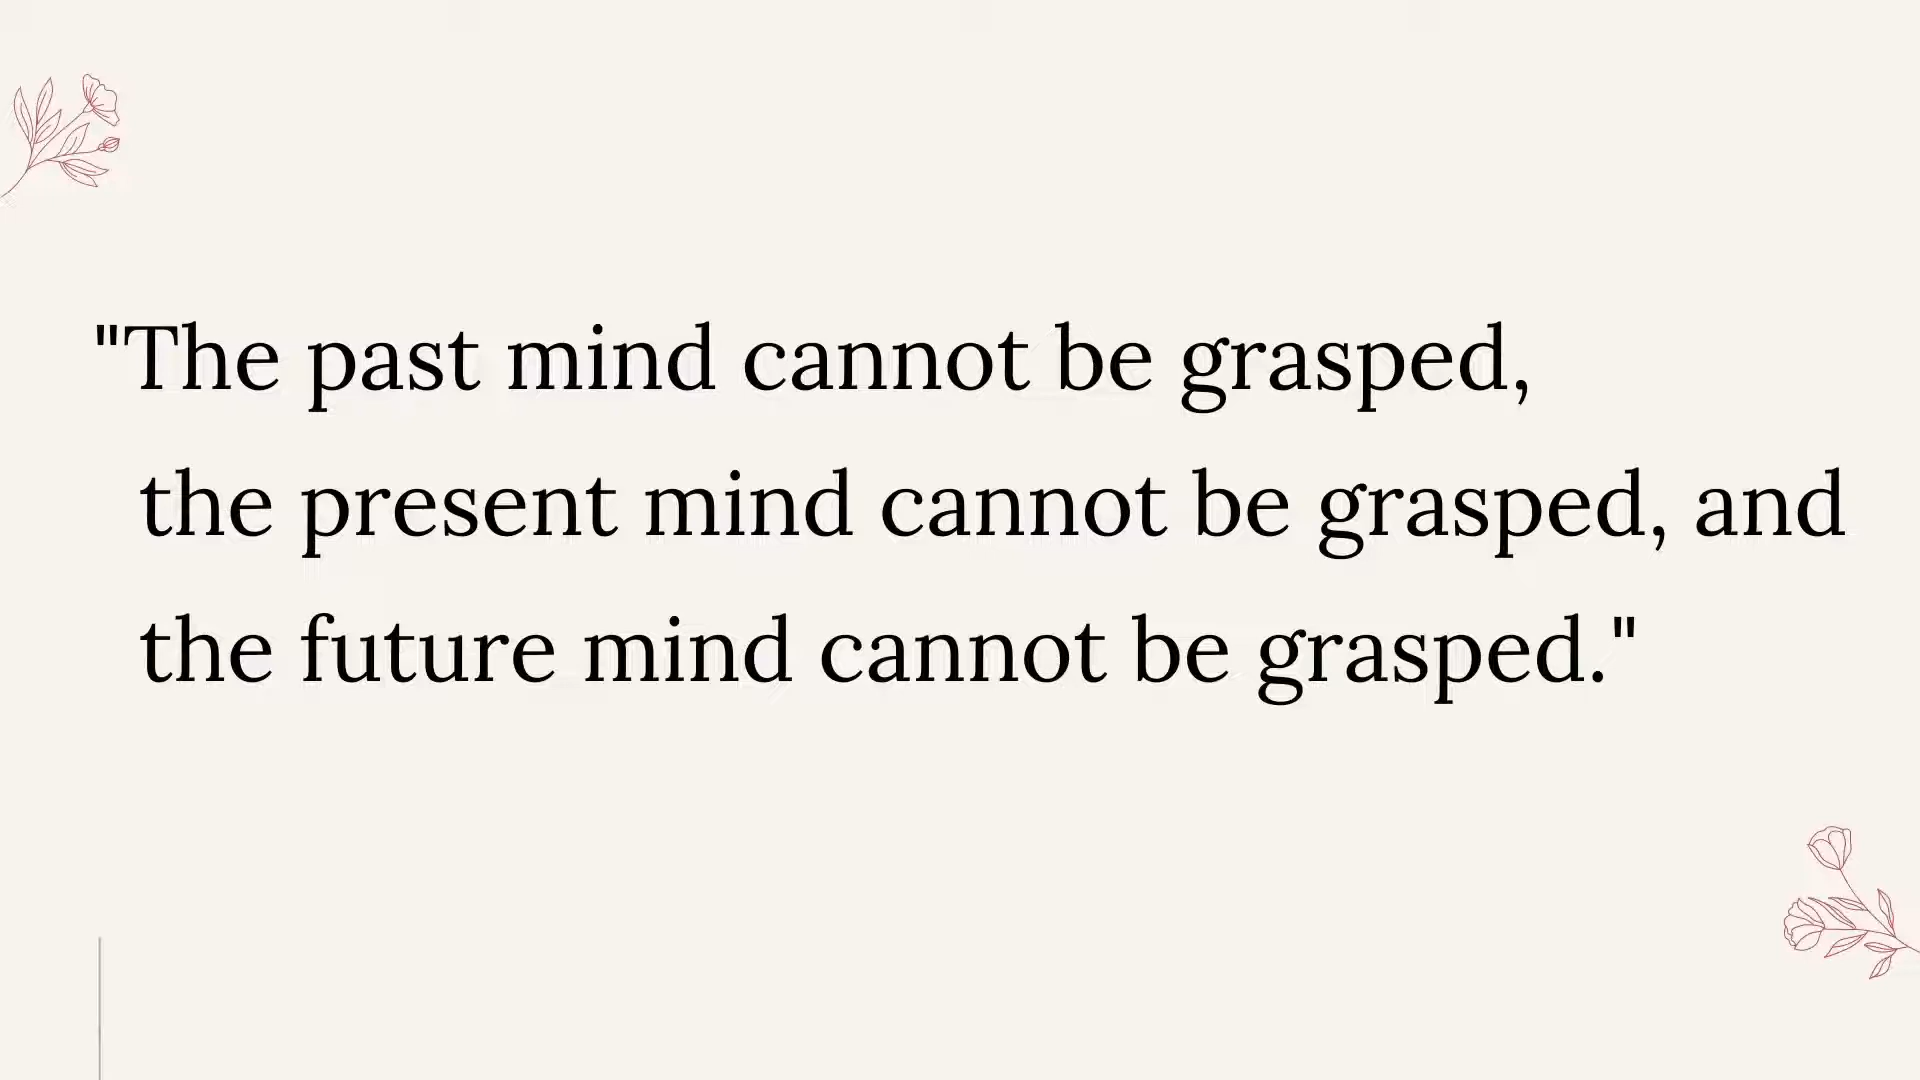 "The past mind cannot be grasped,
the present mind cannot be grasped, and
the future mind cannot be grasped."